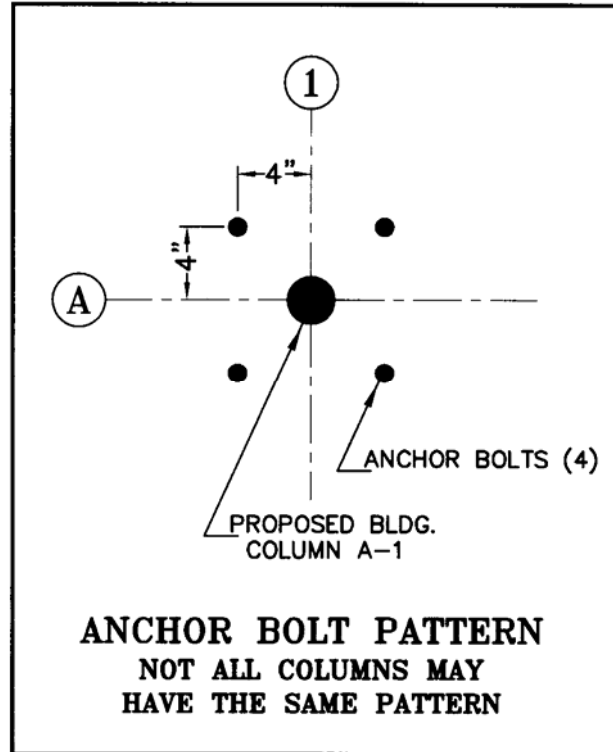 1
4"
4"
A
ANCHOR BOLTS (4)
PROPOSED BLDG.
COLUMN A-1
ANCHOR BOLT PATTERN
NOT ALL COLUMNS MAY
HAVE THE SAME PATTERN